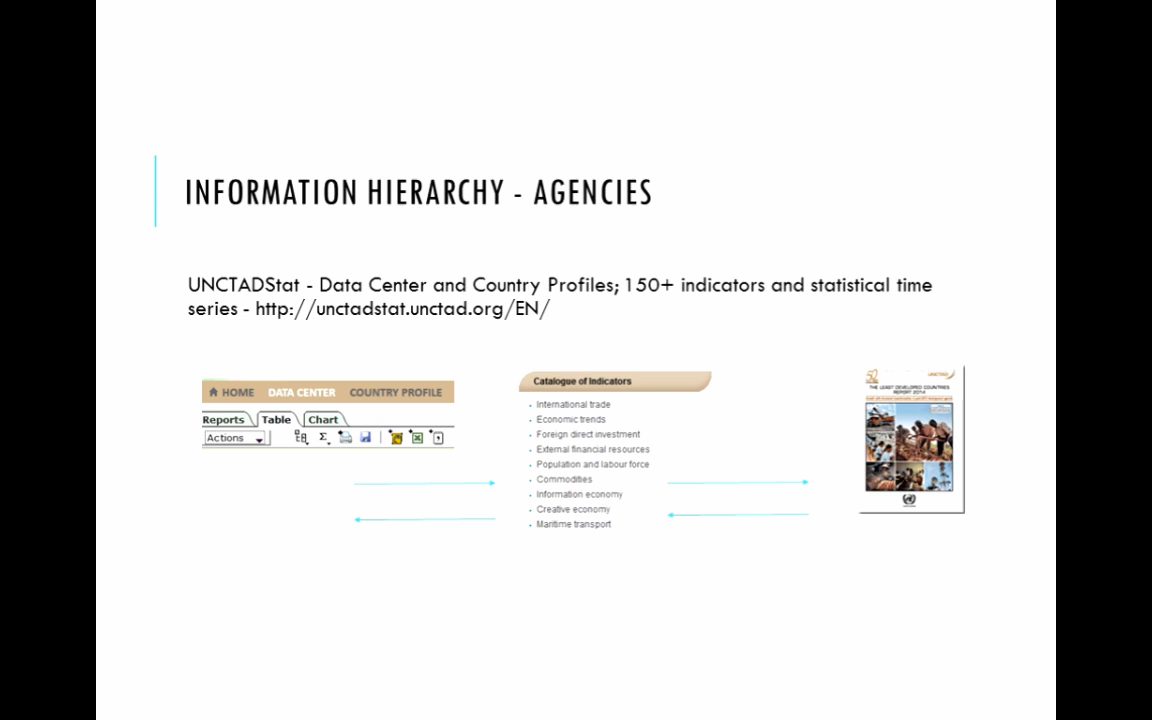 INFORMATION HIERARCHY - AGENCIES
UNCTADStat - Data Center and Country Profiles; 150+ indicators and statistical time
series - http://unctadstat.unctad.org/EN/
HOME DATA CENTER COUNTRY PROFILE
Reports Table Chart
Actions Σ
Catalogue of Indicators
International trade
Economic trends
Foreign direct investment
External financial resources
Population and labour force
Commodities
Information economy
Creative economy
Maritime transport
UNCTAD
THE LEAST DEVELOPED COUNTRIES
REPORT 2014